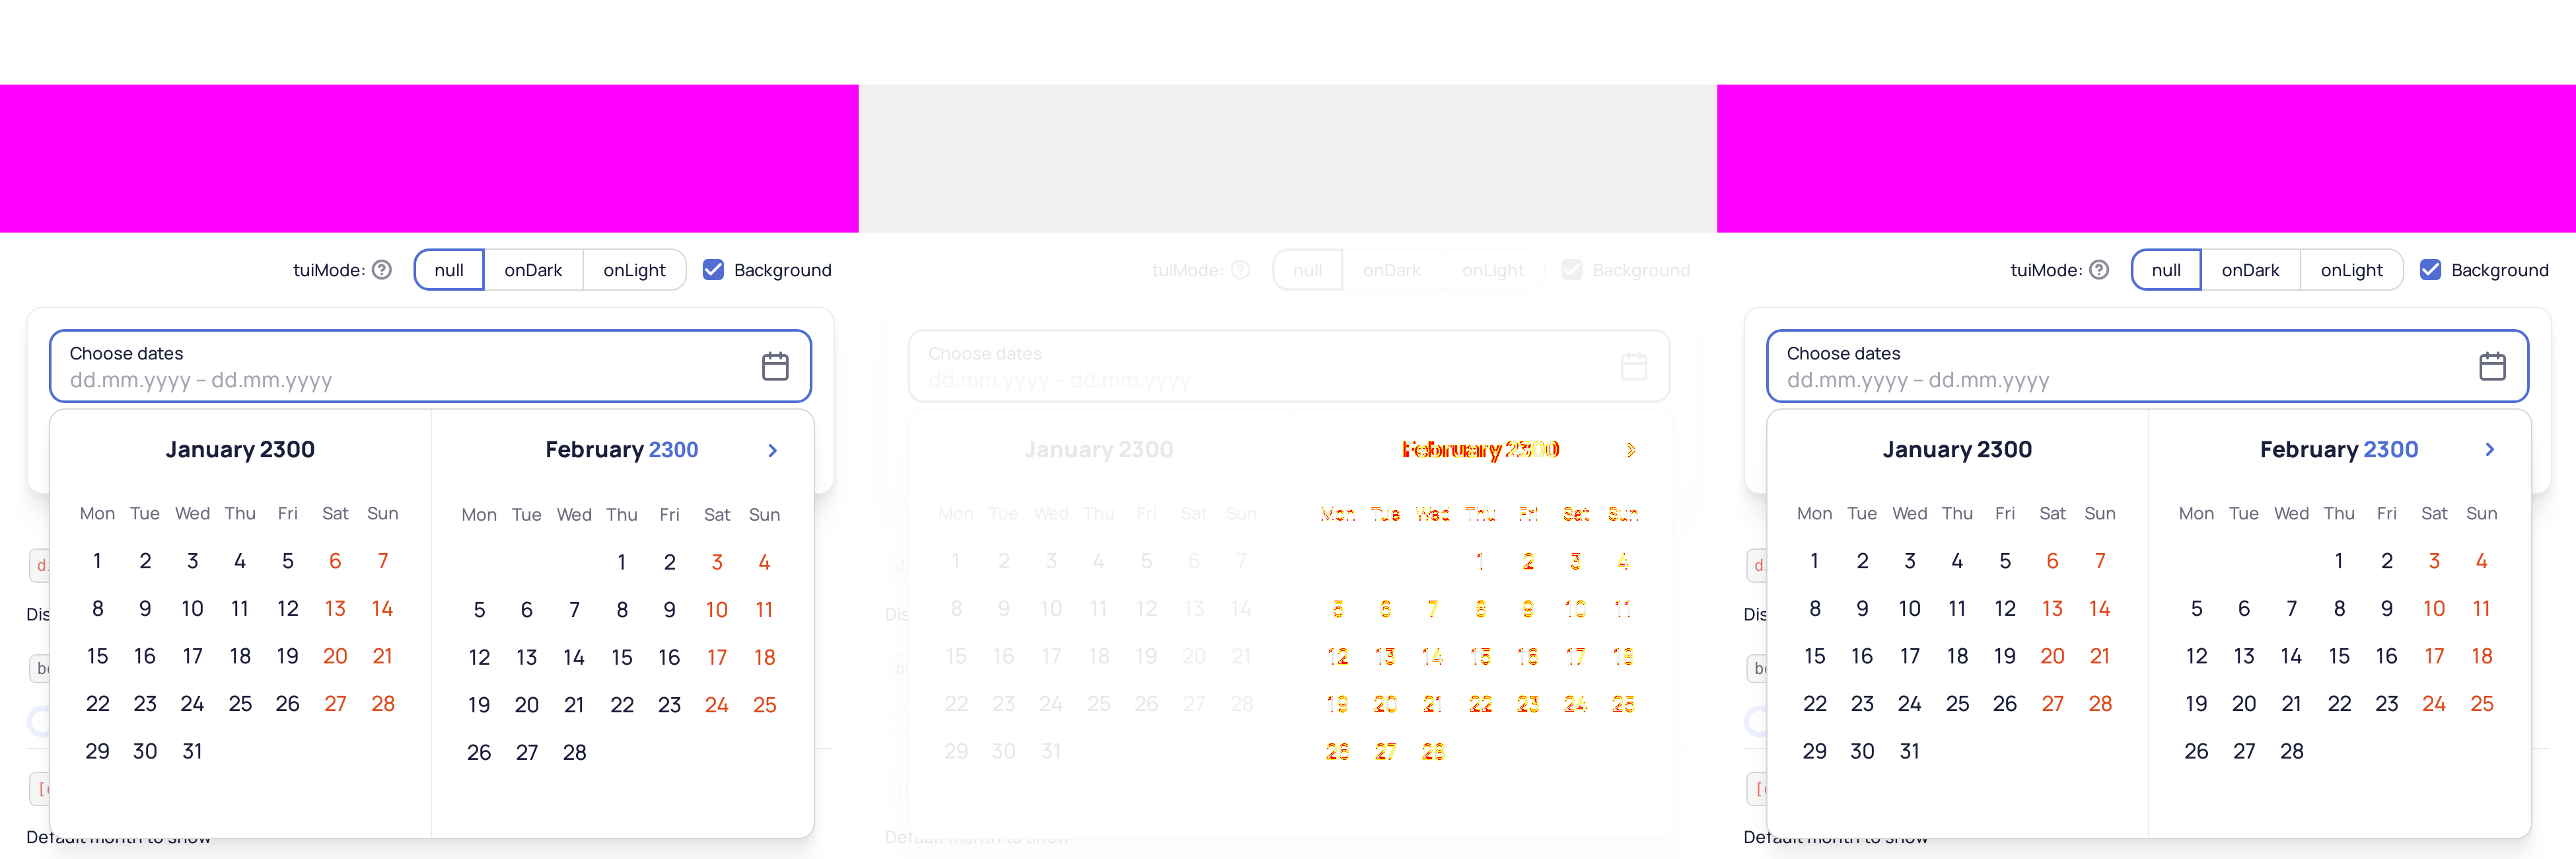 tuiMode: null onDark onLight Background
Choose dates
dd.mm.yyyy – dd.mm.yyyy
January 2300
Mon Tue Wed Thu Fri Sat Sun
1 2 3 4 5 6 7
8 9 10 11 12 13 14
15 16 17 18 19 20 21
22 23 24 25 26 27 28
29 30 31
February 2300
Mon Tue Wed Thu Fri Sat Sun
1 2 3 4
5 6 7 8 9 10 11
12 13 14 15 16 17 18
19 20 21 22 23 24 25
26 27 28
Dis
Default month to show
tuiMode: null onDark onLight Background
Choose dates
dd.mm.yyyy – dd.mm.yyyy
January 2300
Mon Tue Wed Thu Fri Sat Sun
1 2 3 4 5 6 7
8 9 10 11 12 13 14
15 16 17 18 19 20 21
22 23 24 25 26 27 28
29 30 31
February 2300
Mon Tue Wed Thu Fri Sat Sun
1 2 3 4
5 6 7 8 9 10 11
12 13 14 15 16 17 18
19 20 21 22 23 24 25
26 27 28
Dis
Default month to show
tuiMode: null onDark onLight Background
Choose dates
dd.mm.yyyy – dd.mm.yyyy
January 2300
Mon Tue Wed Thu Fri Sat Sun
1 2 3 4 5 6 7
8 9 10 11 12 13 14
15 16 17 18 19 20 21
22 23 24 25 26 27 28
29 30 31
February 2300
Mon Tue Wed Thu Fri Sat Sun
1 2 3 4
5 6 7 8 9 10 11
12 13 14 15 16 17 18
19 20 21 22 23 24 25
26 27 28
Dis
Default month to show